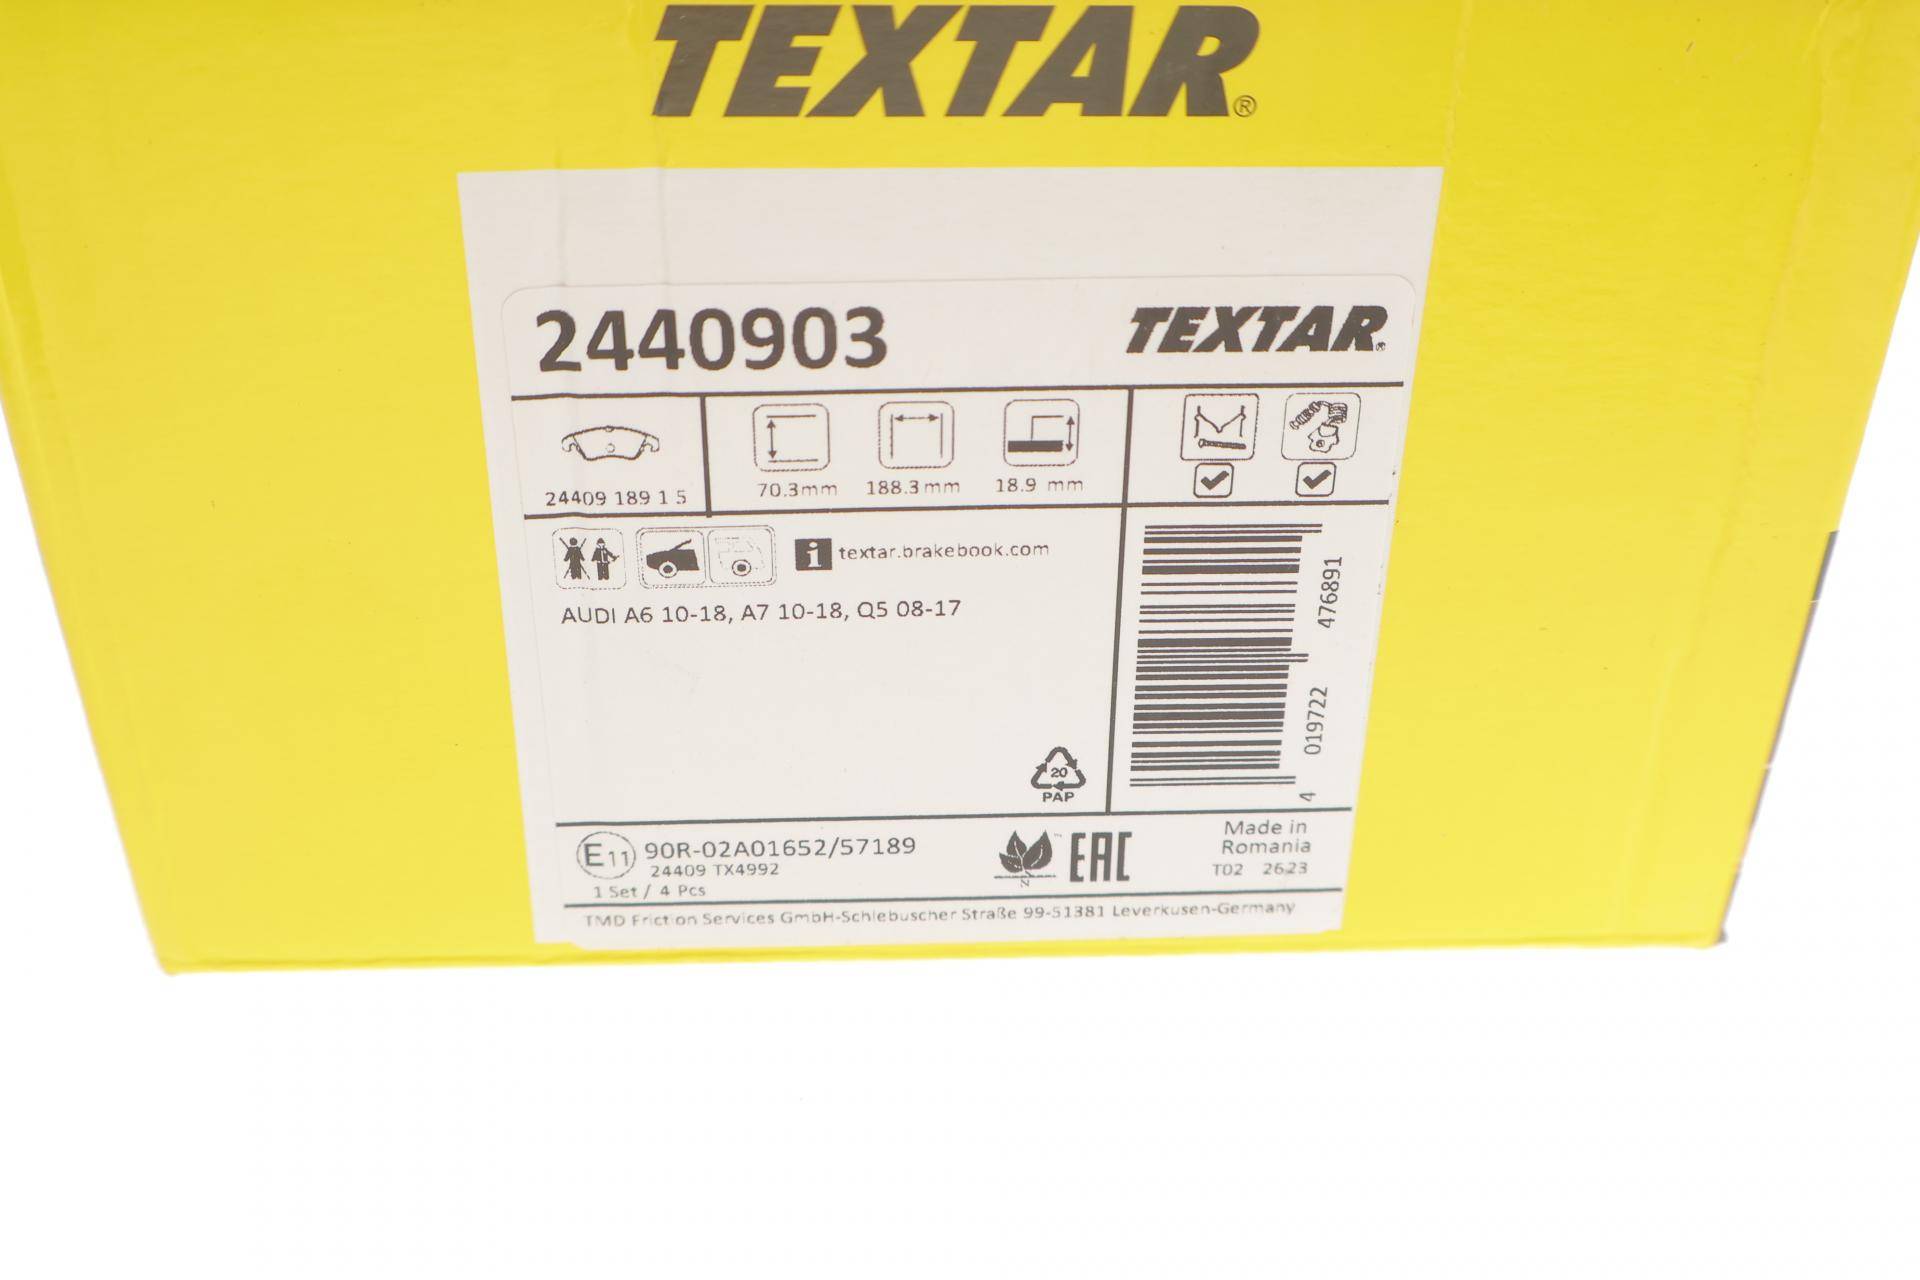 TEXTAR®
2440903
TEXTAR®
24409 189 1 5
70.3mm 188.3mm 18.9 mm
i textar.brakebook.com
AUDI A6 10-18, A7 10-18, Q5 08-17
4 019722 476891
20
PAP
E11 90R-02A01652/57189
24409 TX4992
1 Set / 4 Pcs
N
EAC
Made in
Romania
T02 2623
TMD Friction Services GmbH-Schlebuscher Straße 99-51381 Leverkusen-Germany